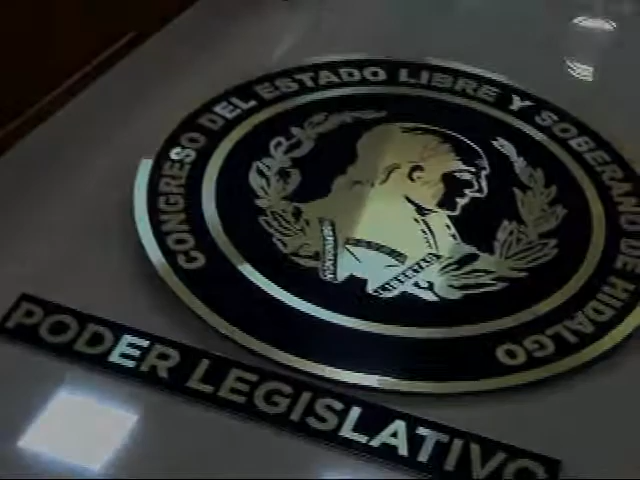 CONGRESO DEL ESTADO LIBRE Y SOBERANO DE HIDALGO
LIBERTAD
PODER LEGISLATIVO